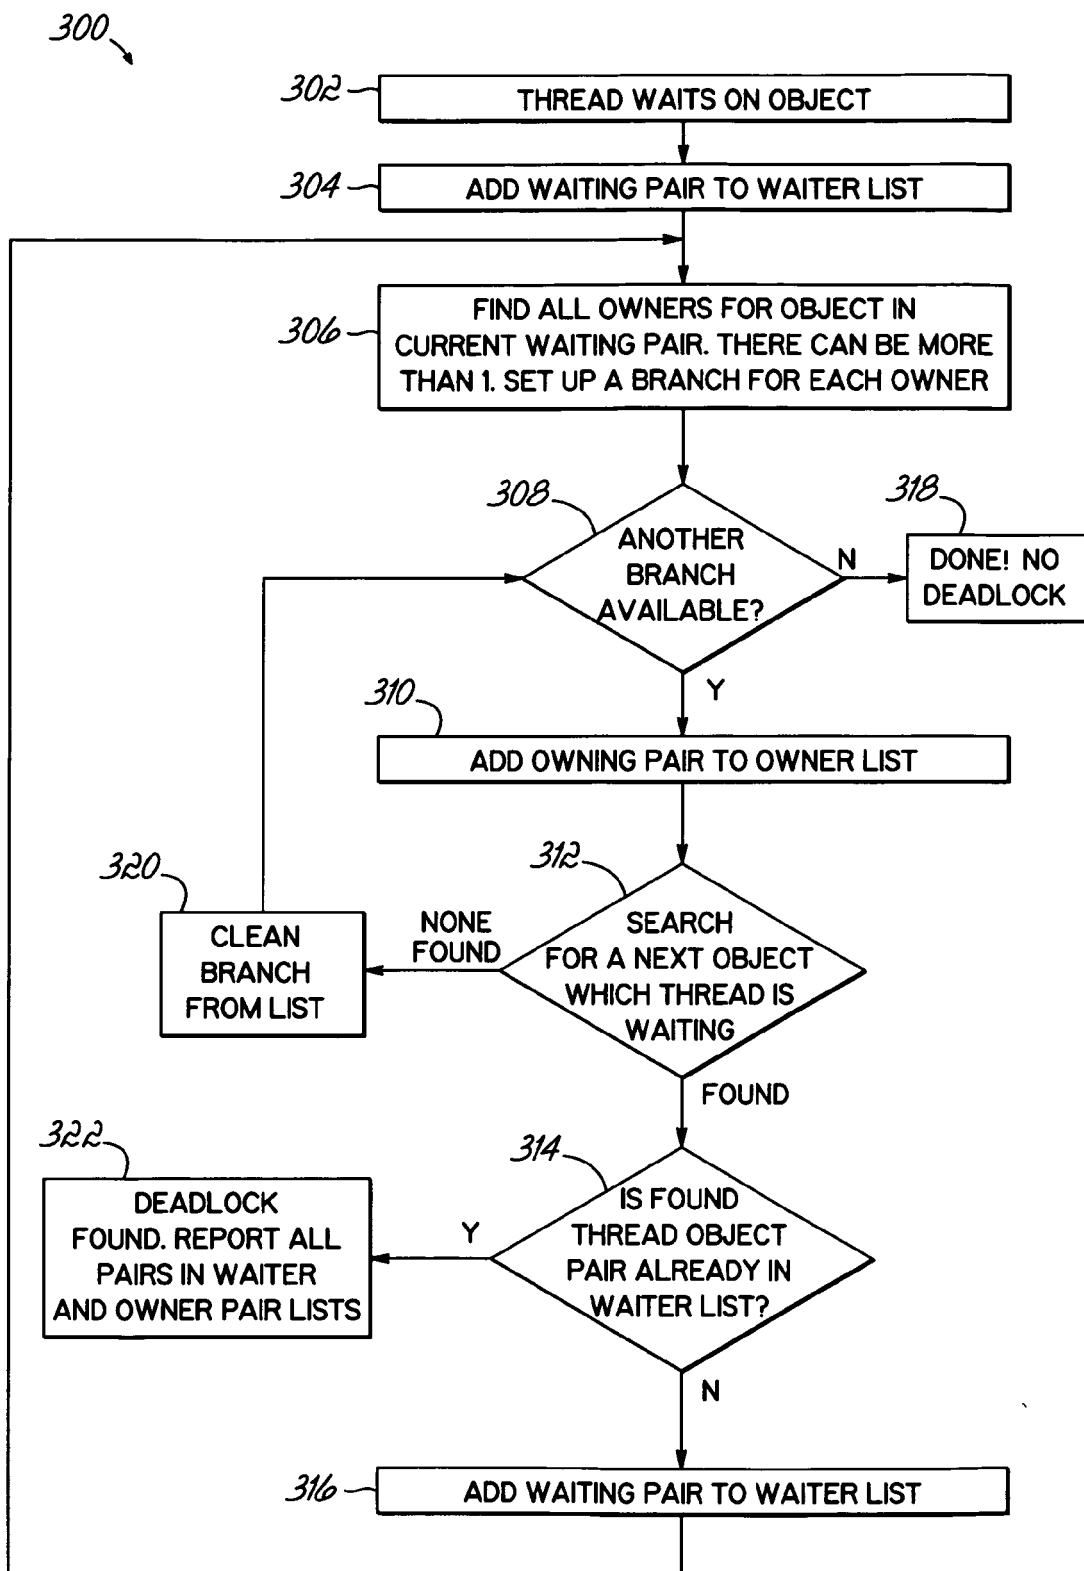 300
302
THREAD WAITS ON OBJECT
304
ADD WAITING PAIR TO WAITER LIST
306
FIND ALL OWNERS FOR OBJECT IN
CURRENT WAITING PAIR. THERE CAN BE MORE
THAN 1. SET UP A BRANCH FOR EACH OWNER
308
ANOTHER
BRANCH
AVAILABLE?
N
318
DONE! NO
DEADLOCK
Y
310
ADD OWNING PAIR TO OWNER LIST
312
SEARCH
FOR A NEXT OBJECT
WHICH THREAD IS
WAITING
NONE
FOUND
320
CLEAN
BRANCH
FROM LIST
FOUND
314
IS FOUND
THREAD OBJECT
PAIR ALREADY IN
WAITER LIST?
Y
322
DEADLOCK
FOUND. REPORT ALL
PAIRS IN WAITER
AND OWNER PAIR LISTS
N
316
ADD WAITING PAIR TO WAITER LIST